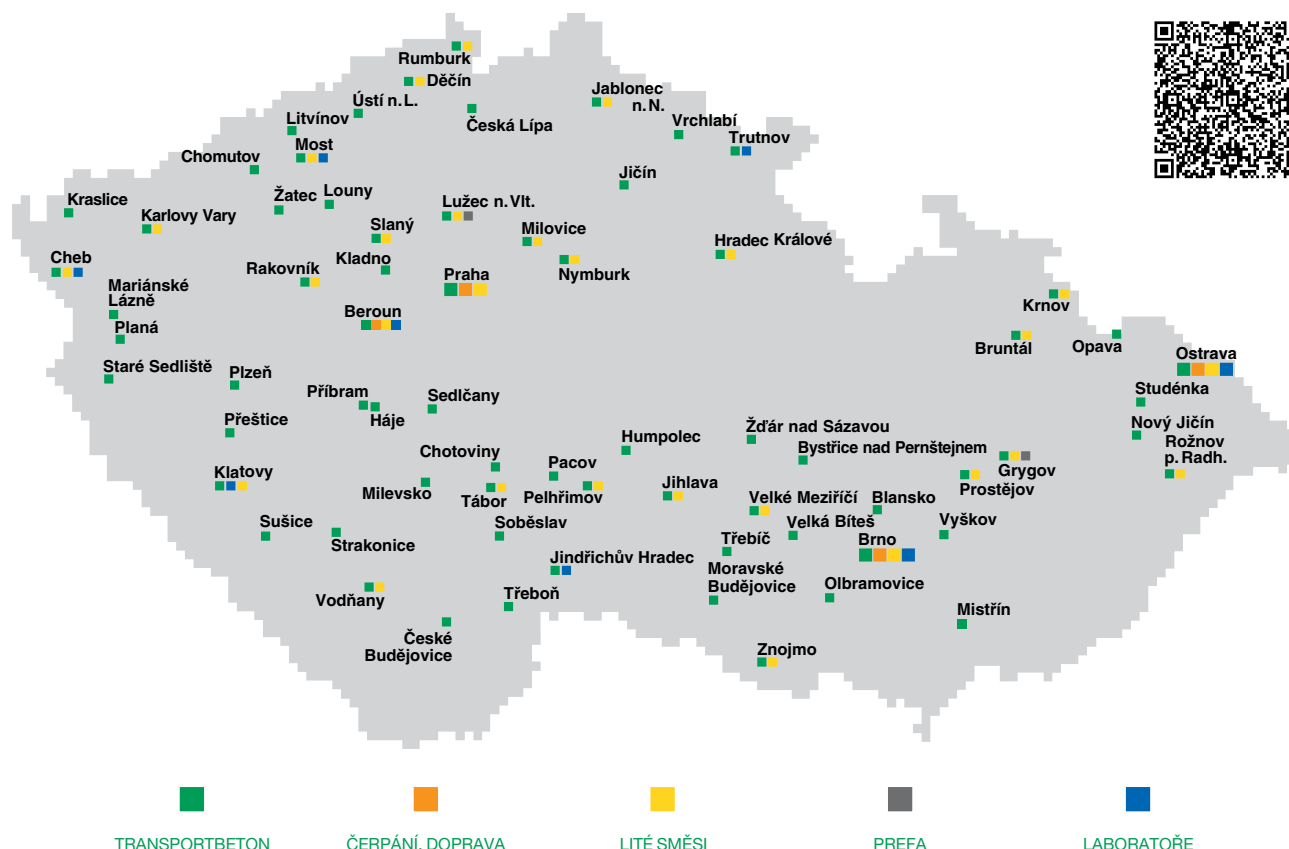 Rumburk
Děčín
Ústí n. L.
Jablonec
n. N.
Litvínov
Česká Lípa
Vrchlabí
Trutnov
Most
Chomutov
Jičín
Kraslice
Žatec
Louny
Lužec n. Vlt.
Karlovy Vary
Slaný
Milovice
Hradec Králové
Cheb
Rakovník
Kladno
Praha
Nymburk
Mariánské
Lázně
Krnov
Beroun
Planá
Bruntál
Opava
Ostrava
Staré Sedliště
Plzeň
Studénka
Příbram
Háje
Sedlčany
Přeštice
Nový Jičín
Žďár nad Sázavou
Humpolec
Bystřice nad Pernštejnem
Rožnov
p. Radh.
Chotoviny
Pacov
Klatovy
Grygov
Milevsko
Tábor
Pelhřimov
Jihlava
Prostějov
Velké Meziříčí
Blansko
Sušice
Strakonice
Soběslav
Velká Bíteš
Vyškov
Třebíč
Brno
Jindřichův Hradec
Moravské
Budějovice
Olbramovice
Vodňany
Třeboň
Mistřín
České
Budějovice
Znojmo
TRANSPORTBETON
ČERPÁNÍ, DOPRAVA
LITÉ SMĚSI
PREFA
LABORATOŘE